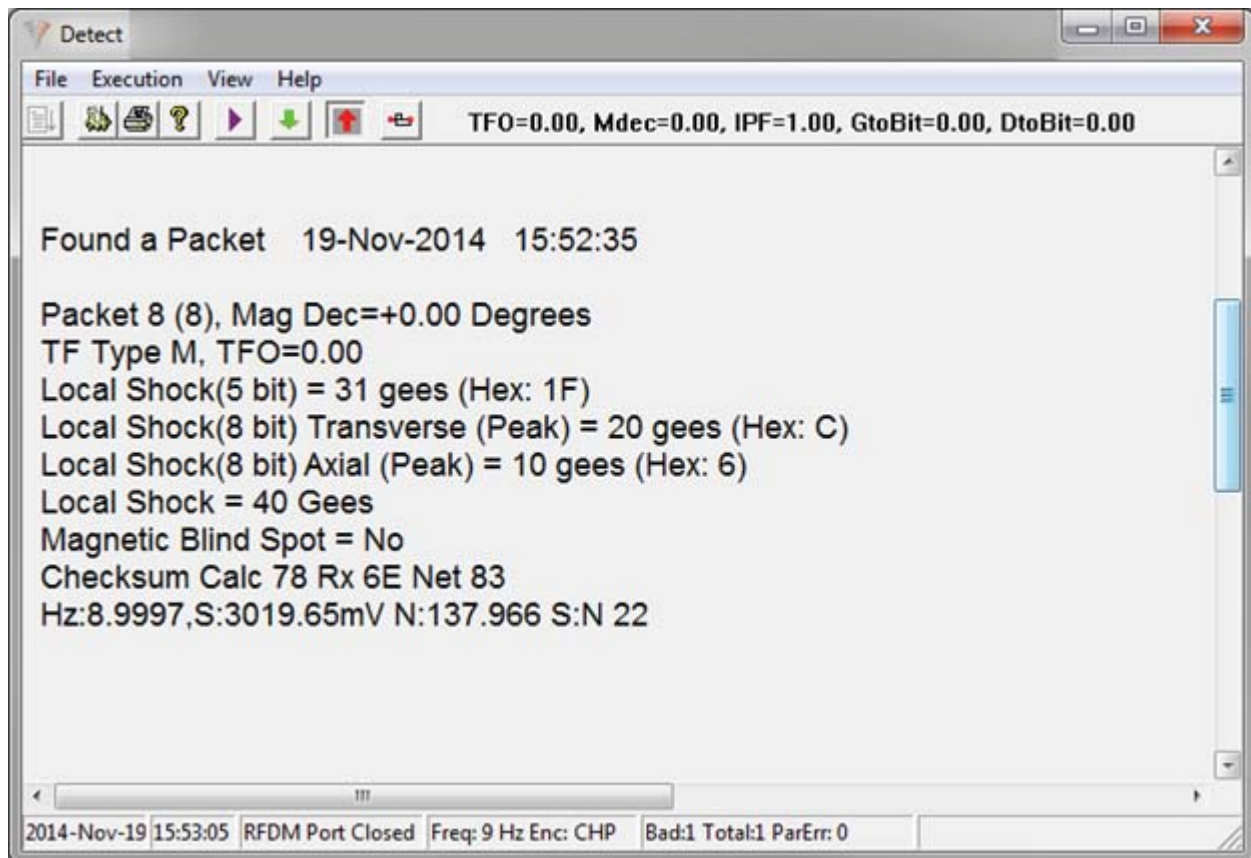 Detect
File Execution View Help
TFO=0.00, Mdec=0.00, IPF=1.00, GtoBit=0.00, DtoBit=0.00
Found a Packet 19-Nov-2014 15:52:35
Packet 8 (8), Mag Dec=+0.00 Degrees
TF Type M, TFO=0.00
Local Shock(5 bit) = 31 gees (Hex: 1F)
Local Shock(8 bit) Transverse (Peak) = 20 gees (Hex: C)
Local Shock(8 bit) Axial (Peak) = 10 gees (Hex: 6)
Local Shock = 40 Gees
Magnetic Blind Spot = No
Checksum Calc 78 Rx 6E Net 83
Hz:8.9997,S:3019.65mV N:137.966 S:N 22
2014-Nov-19 15:53:05 RFDM Port Closed Freq: 9 Hz Enc: CHP Bad:1 Total:1 ParErr: 0